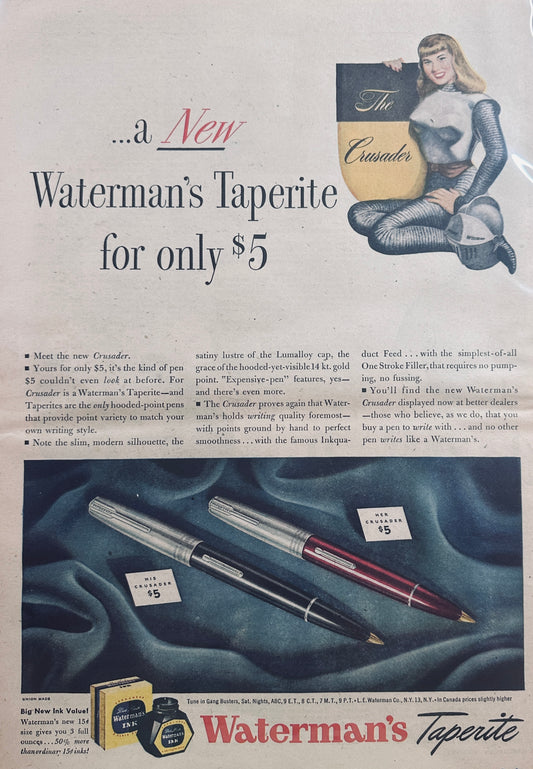 The
Crusader
...a New
Waterman's Taperite
for only $5
■ Meet the new Crusader.
■ Yours for only $5, it's the kind of pen
$5 couldn't even look at before. For
Crusader is a Waterman's Taperite—and
Taperites are the only hooded-point pens
that provide point variety to match your
own writing style.
■ Note the slim, modern silhouette, the
satiny lustre of the Lumalloy cap, the
grace of the hooded-yet-visible 14 kt. gold
point. "Expensive-pen" features, yes—
and there's even more.
■ The Crusader proves again that Water-
man's holds writing quality foremost—
with points ground by hand to perfect
smoothness...with the famous Inkqua-
duct Feed...with the simplest-of-all
One Stroke Filler, that requires no pump-
ing, no fussing.
■ You'll find the new Waterman's
Crusader displayed now at better dealers
—those who believe, as we do, that you
buy a pen to write with...and no other
pen writes like a Waterman's.
HIS
CRUSADER
$5
HER
CRUSADER
$5
UNION MADE
Big New Ink Value!
Waterman's new 15¢
size gives you 3 full
ounces...50% more
than ordinary 15¢ inks!
Waterman's
INK
INK
Tune in Gang Busters, Sat. Nights, ABC, 9 E.T., 8 C.T., 7 M.T., 9 P.T. • L. E. Waterman Co., N.Y. 13, N.Y. • In Canada prices slightly higher
Waterman's Taperite